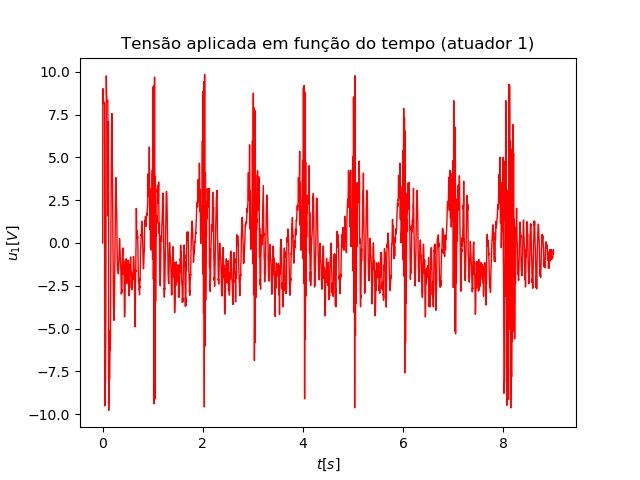 Tensão aplicada em função do tempo (atuador 1)
10.0
7.5
5.0
2.5
0.0
−2.5
−5.0
−7.5
−10.0
u₁[V]
0 2 4 6 8
t[s]